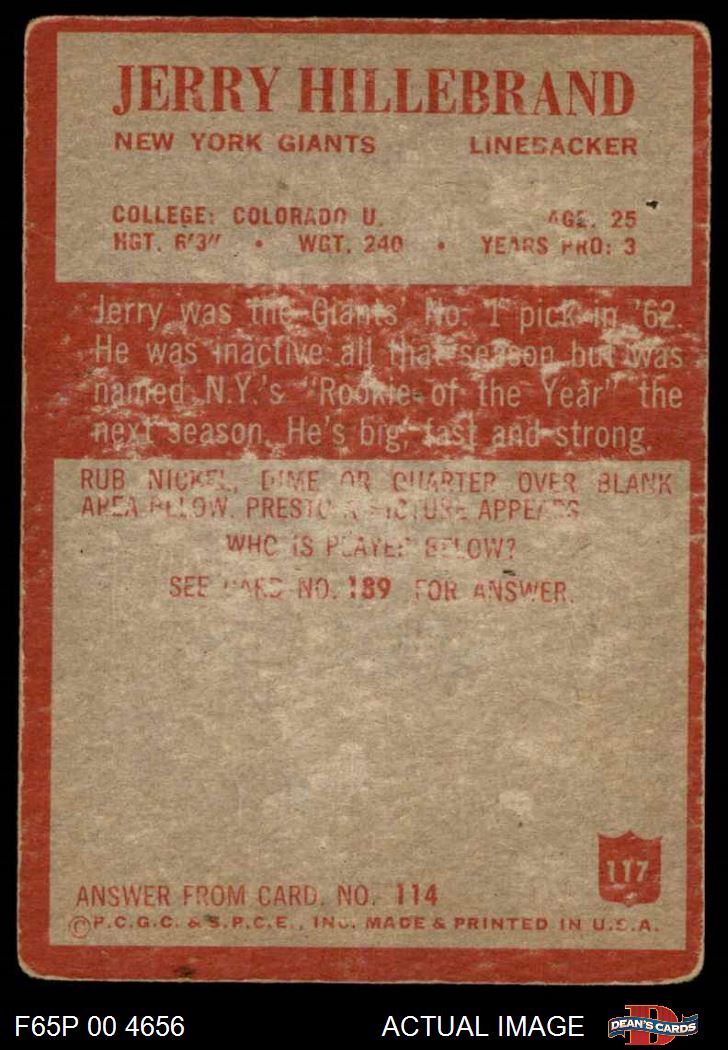 JERRY HILLEBRAND
NEW YORK GIANTS LINEBACKER
COLLEGE: COLORADO U. AGE. 25
HGT. 6'3" • WGT. 240 • YEARS PRO: 3
Jerry was the Giants' No. 1 pick in '62.
He was inactive all that season but was
named N.Y.'s "Rookie of the Year" the
next season. He's big, fast and strong.
RUB NICKEL, DIME OR QUARTER OVER BLANK
AREA BELOW. PRESTO A PICTURE APPEARS
WHO IS PLAYER BELOW?
SEE CARD NO. 189 FOR ANSWER.
117
ANSWER FROM CARD. NO. 114
©P.C.G.C. & S.P.C.E., INC. MADE & PRINTED IN U.S.A.
F65P 00 4656 ACTUAL IMAGE D DEAN'S CARDS